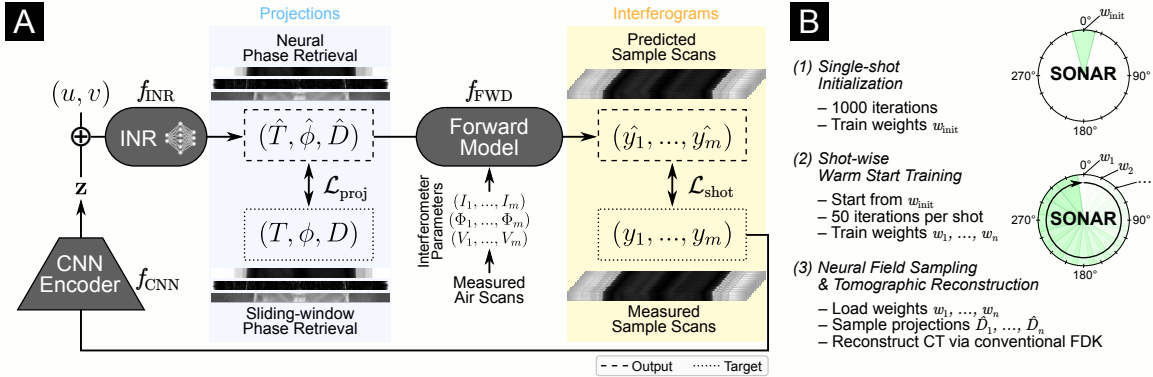 A
Projections
Interferograms
Neural
Phase Retrieval
Predicted
Sample Scans
(u, v)
f_INR
INR
(T̂, ϕ̂, D̂)
f_FWD
Forward
Model
(ŷ_1, ..., ŷ_m)
ℒ_proj
ℒ_shot
z
Interferometer
Parameters
(I_1, ..., I_m)
(Φ_1, ..., Φ_m)
(V_1, ..., V_m)
(T, ϕ, D)
(y_1, ..., y_m)
CNN
Encoder
f_CNN
Measured
Air Scans
Sliding-window
Phase Retrieval
Measured
Sample Scans
Output
Target
B
(1) Single-shot
Initialization
– 1000 iterations
– Train weights w_init
0°
w_init
270°
SONAR
90°
180°
(2) Shot-wise
Warm Start Training
– Start from w_init
– 50 iterations per shot
– Train weights w_1, ..., w_n
0°
w_1
w_2
...
270°
SONAR
90°
180°
(3) Neural Field Sampling
& Tomographic Reconstruction
– Load weights w_1, ..., w_n
– Sample projections D̂_1, ..., D̂_n
– Reconstruct CT via conventional FDK